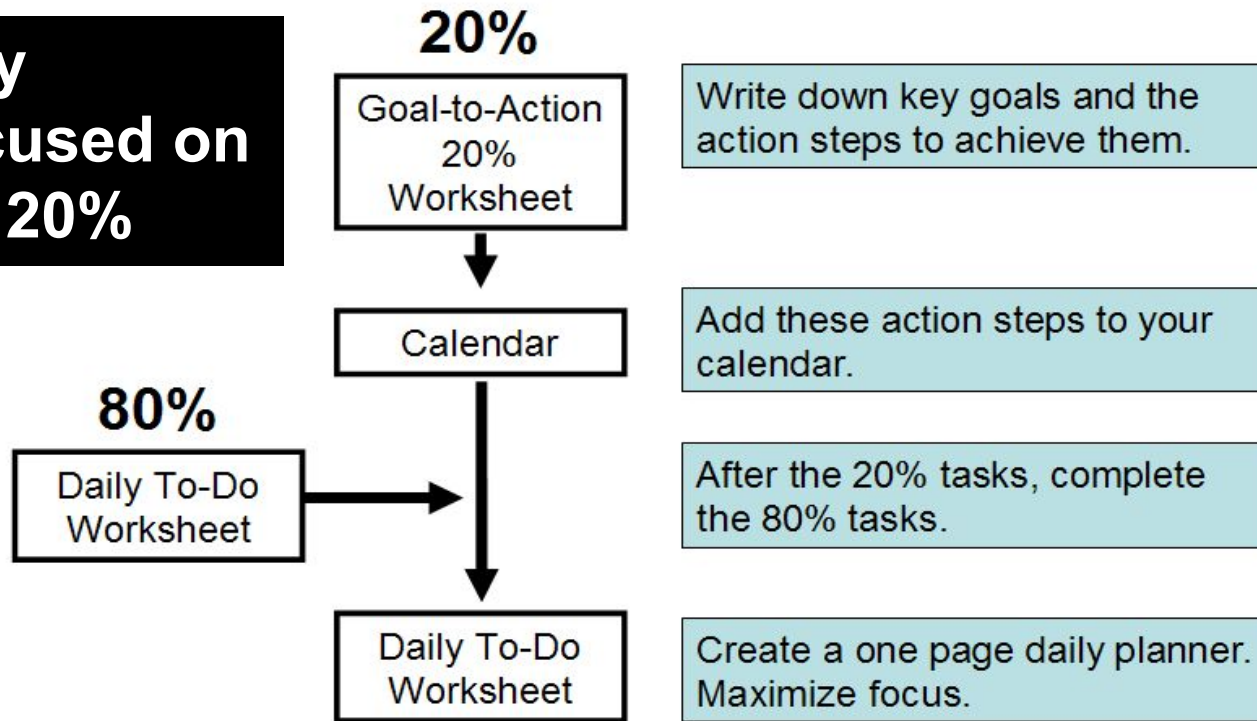 20%
on
20%
Goal-to-Action
20%
Worksheet
Write down key goals and the
action steps to achieve them.
Calendar
Add these action steps to your
calendar.
80%
Daily To-Do
Worksheet
After the 20% tasks, complete
the 80% tasks.
Daily To-Do
Worksheet
Create a one page daily planner.
Maximize focus.